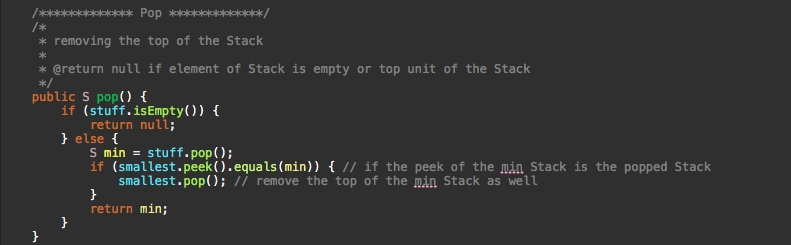 /************* Pop *************/
/*
 * removing the top of the Stack
 *
 * @return null if element of Stack is empty or top unit of the Stack
 */
public S pop() {
    if (stuff.isEmpty()) {
        return null;
    } else {
        S min = stuff.pop();
        if (smallest.peek().equals(min)) { // if the peek of the min Stack is the popped Stack
            smallest.pop(); // remove the top of the min Stack as well
        }
        return min;
    }
}